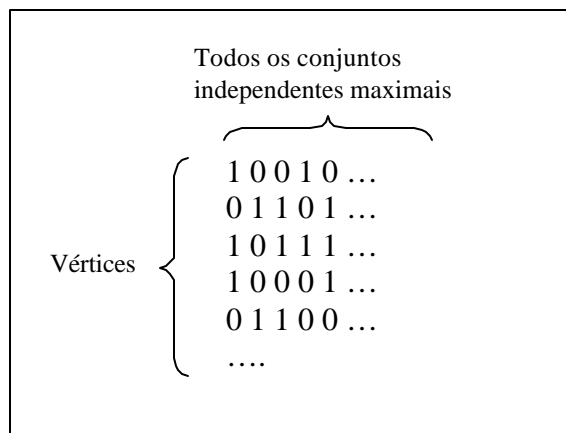 Todos os conjuntos
independentes maximais
1 0 0 1 0 …
0 1 1 0 1 …
1 0 1 1 1 …
Vértices
1 0 0 0 1 …
0 1 1 0 0 …
….